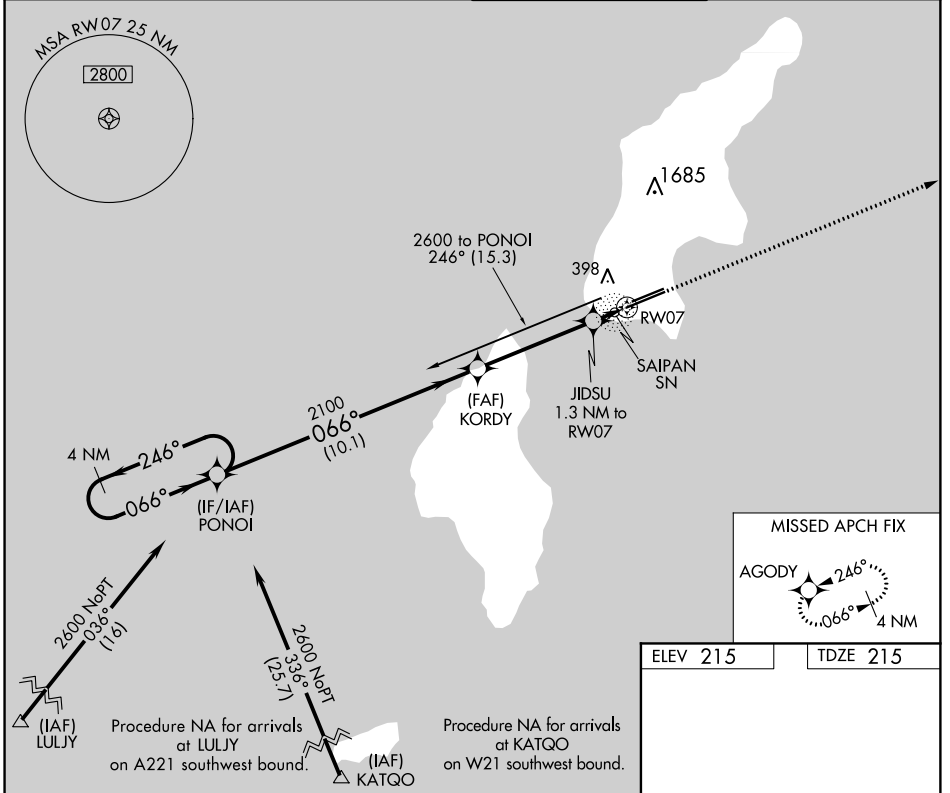 MSA RW07 25 NM
2800
1685
2600 to PONOI
246° (15.3)
398
RW07
SAIPAN
SN
JIDSU
1.3 NM to
RW07
(FAF)
KORDY
2100
066°
(10.1)
4 NM
246°
066°
(IF/IAF)
PONOI
MISSED APCH FIX
AGODY
246°
066°
4 NM
2600 NoPT
036°
(16)
2600 NoPT
336°
(25.7)
ELEV 215
TDZE 215
(IAF)
LULJY
Procedure NA for arrivals
at LULJY
on A221 southwest bound.
(IAF)
KATQO
Procedure NA for arrivals
at KATQO
on W21 southwest bound.